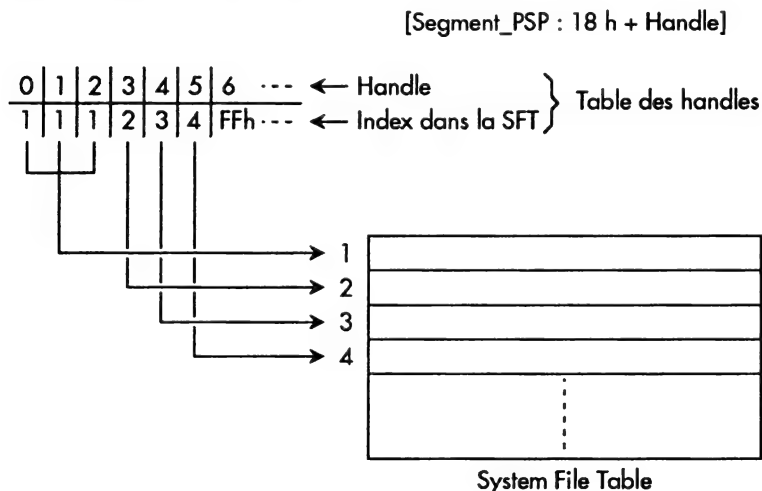 [Segment_PSP : 18 h + Handle]
0 1 2 3 4 5 6 --- ← Handle
1 1 1 2 3 4 FFh --- ← Index dans la SFT
Table des handles
1
2
3
4
System File Table